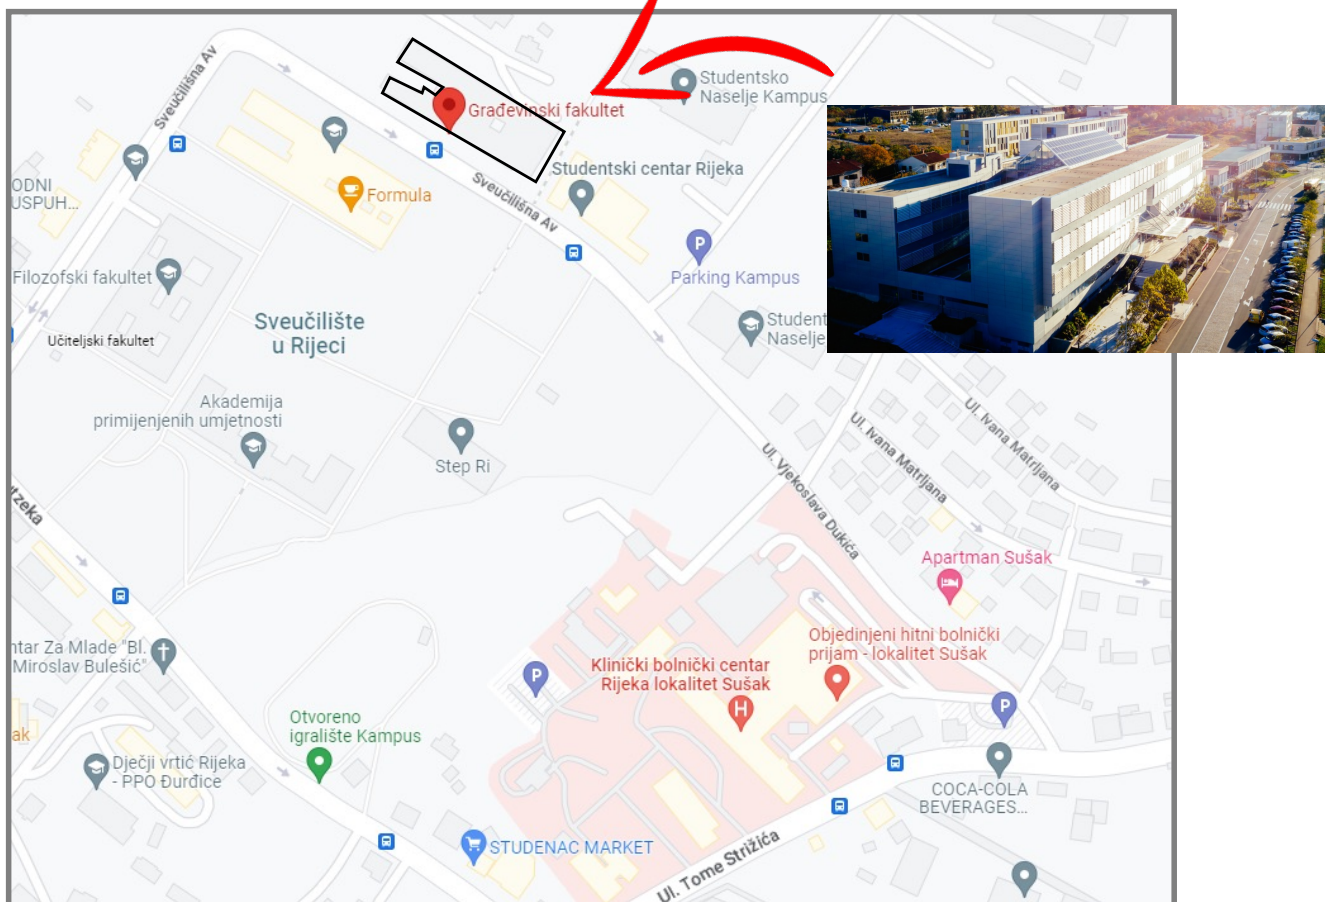 Sveučilišna Av
Studentsko
Naselje Kampus
Građevinski fakultet
Studentski centar Rijeka
Formula
Sveučilišna Av
ODNI
USPUH...
Filozofski fakultet
Parking Kampus
P
Učiteljski fakultet
Sveučilište
u Rijeci
Student
Naselje
Akademija
primijenjenih umjetnosti
Step Ri
Ul. Ivana Matrljana
Ul. Ivana Matrljana
Ul. Vjekoslava Dukića
utzeka
Apartman Sušak
ntar Za Mlade "Bl.
Miroslav Bulešić"
Objedinjeni hitni bolnički
prijam - lokalitet Sušak
Klinički bolnički centar
Rijeka lokalitet Sušak
P
H
P
Otvoreno
igralište Kampus
ak
Dječji vrtić Rijeka
- PPO Đurđice
COCA-COLA
BEVERAGES...
STUDENAC MARKET
Ul. Tome Strižića